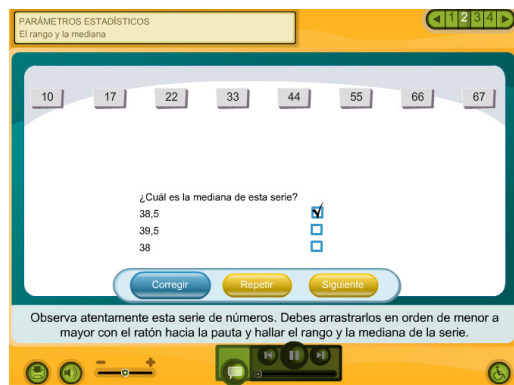 PARÁMETROS ESTADÍSTICOS
El rango y la mediana
1 2 3 4
10 17 22 33 44 55 66 67
¿Cuál es la mediana de esta serie?
38,5
39,5
38
Corregir Repetir Siguiente
Observa atentamente esta serie de números. Debes arrastrarlos en orden de menor a
mayor con el ratón hacia la pauta y hallar el rango y la mediana de la serie.